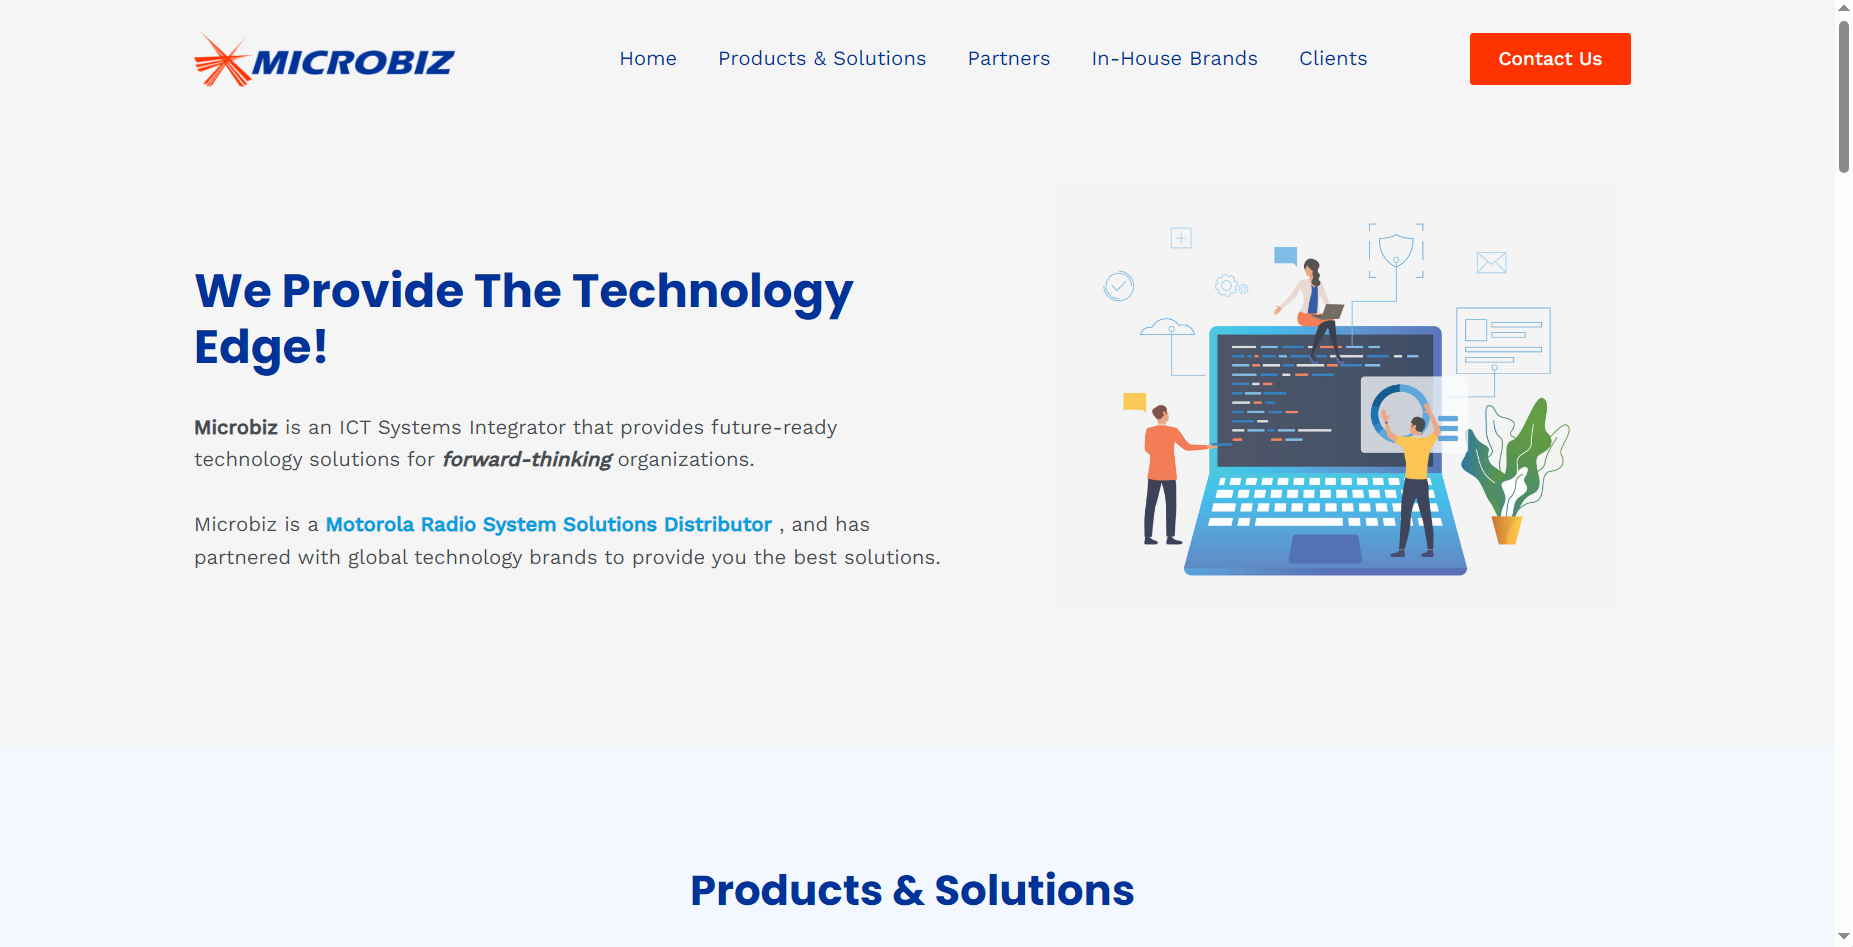 MICROBIZ
Home
Products & Solutions
Partners
In-House Brands
Clients
Contact Us
We Provide The Technology
Edge!
Microbiz is an ICT Systems Integrator that provides future-ready
technology solutions for forward-thinking organizations.
Microbiz is a Motorola Radio System Solutions Distributor , and has
partnered with global technology brands to provide you the best solutions.
Products & Solutions